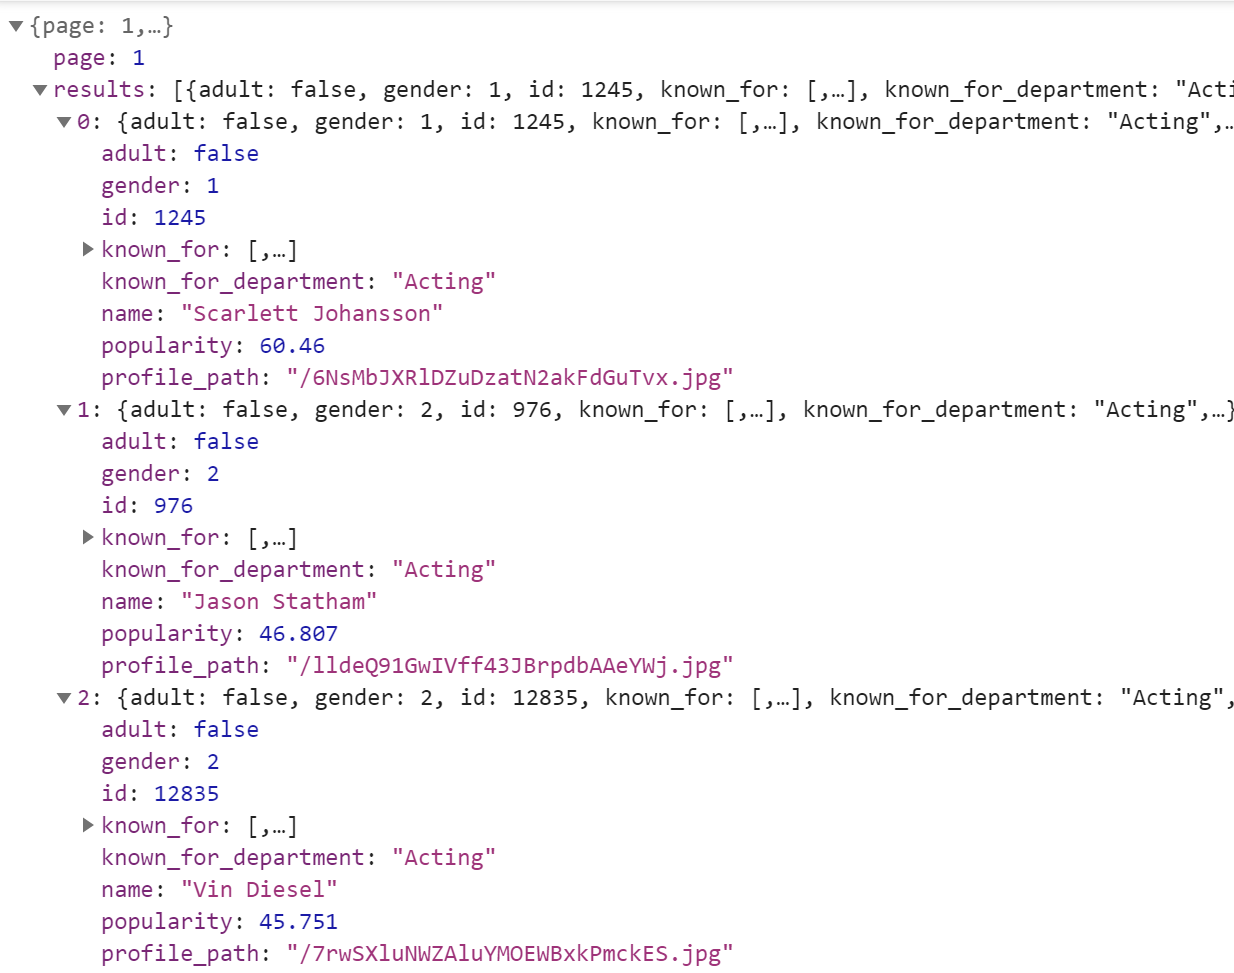 {page: 1,…}
page: 1
results: [{adult: false, gender: 1, id: 1245, known_for: [,…], known_for_department: "Acti
0: {adult: false, gender: 1, id: 1245, known_for: [,…], known_for_department: "Acting",…
adult: false
gender: 1
id: 1245
known_for: [,…]
known_for_department: "Acting"
name: "Scarlett Johansson"
popularity: 60.46
profile_path: "/6NsMbJXRlDZuDzatN2akFdGuTvx.jpg"
1: {adult: false, gender: 2, id: 976, known_for: [,…], known_for_department: "Acting",…}
adult: false
gender: 2
id: 976
known_for: [,…]
known_for_department: "Acting"
name: "Jason Statham"
popularity: 46.807
profile_path: "/lldeQ91GwIVff43JBrpdbAAeYWj.jpg"
2: {adult: false, gender: 2, id: 12835, known_for: [,…], known_for_department: "Acting",
adult: false
gender: 2
id: 12835
known_for: [,…]
known_for_department: "Acting"
name: "Vin Diesel"
popularity: 45.751
profile_path: "/7rwSXluNWZAluYMOEWBxkPmckES.jpg"